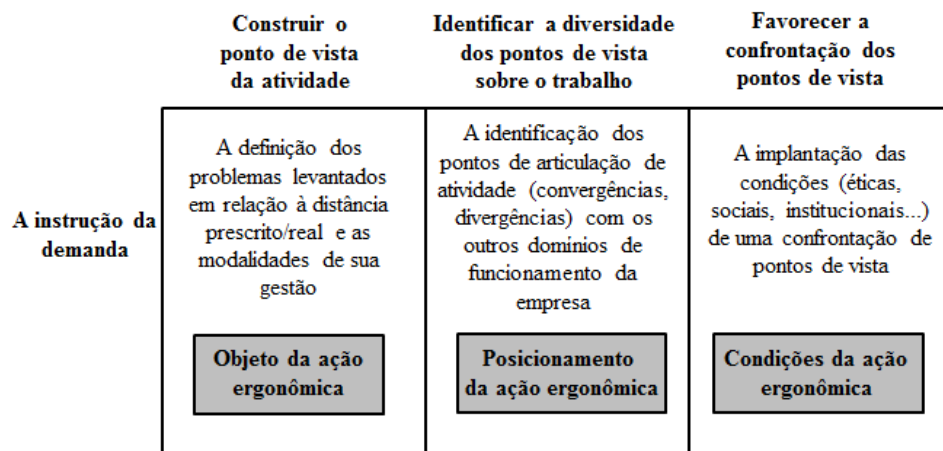 Construir o
ponto de vista
da atividade
Identificar a diversidade
dos pontos de vista
sobre o trabalho
Favorecer a
confrontação dos
pontos de vista
A instrução da
demanda
A definição dos
problemas levantados
em relação à distância
prescrito/real e as
modalidades de sua
gestão
Objeto da ação
ergonômica
A identificação dos
pontos de articulação de
atividade (convergências,
divergências) com os
outros domínios de
funcionamento da
empresa
Posicionamento
da ação ergonômica
A implantação das
condições (éticas,
sociais, institucionais...)
de uma confrontação de
pontos de vista
Condições da ação
ergonômica